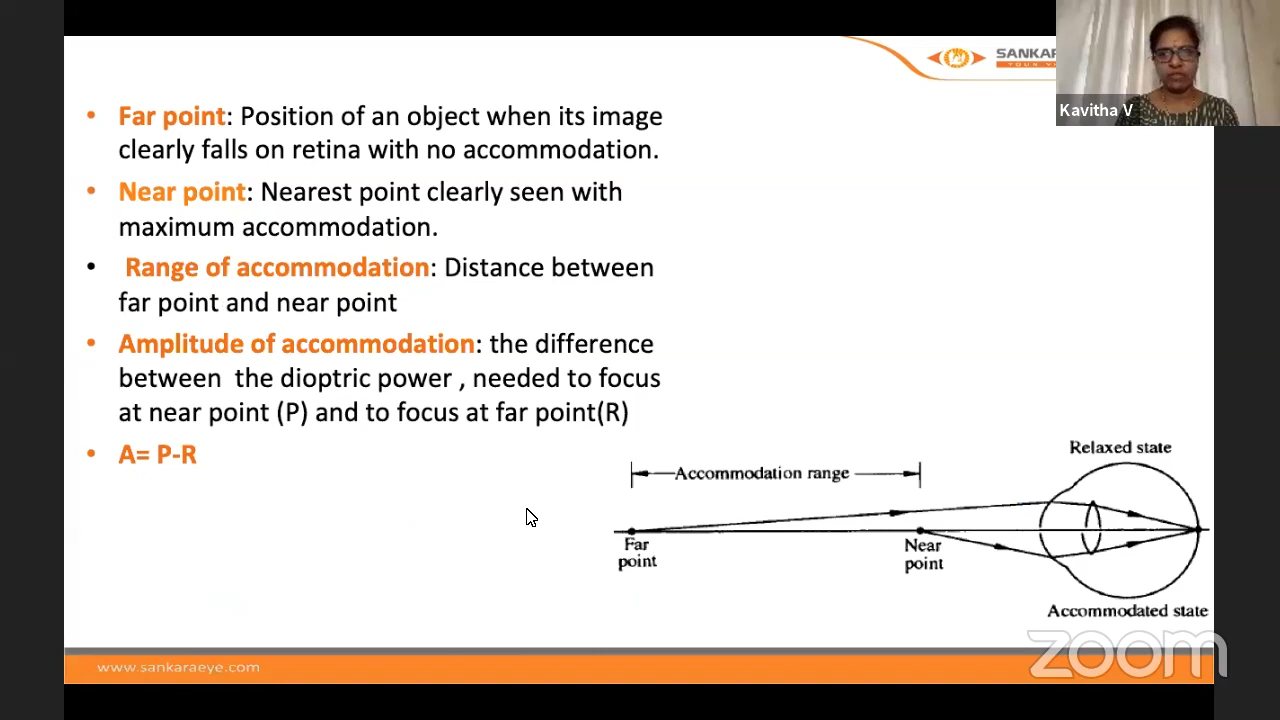 SANKAR
Kavitha V
• Far point: Position of an object when its image
clearly falls on retina with no accommodation.
• Near point: Nearest point clearly seen with
maximum accommodation.
• Range of accommodation: Distance between
far point and near point
• Amplitude of accommodation: the difference
between the dioptric power , needed to focus
at near point (P) and to focus at far point(R)
• A= P-R
Relaxed state
Accommodation range
Far
point
Near
point
Accommodated state
www.sankaraeye.com
zoom